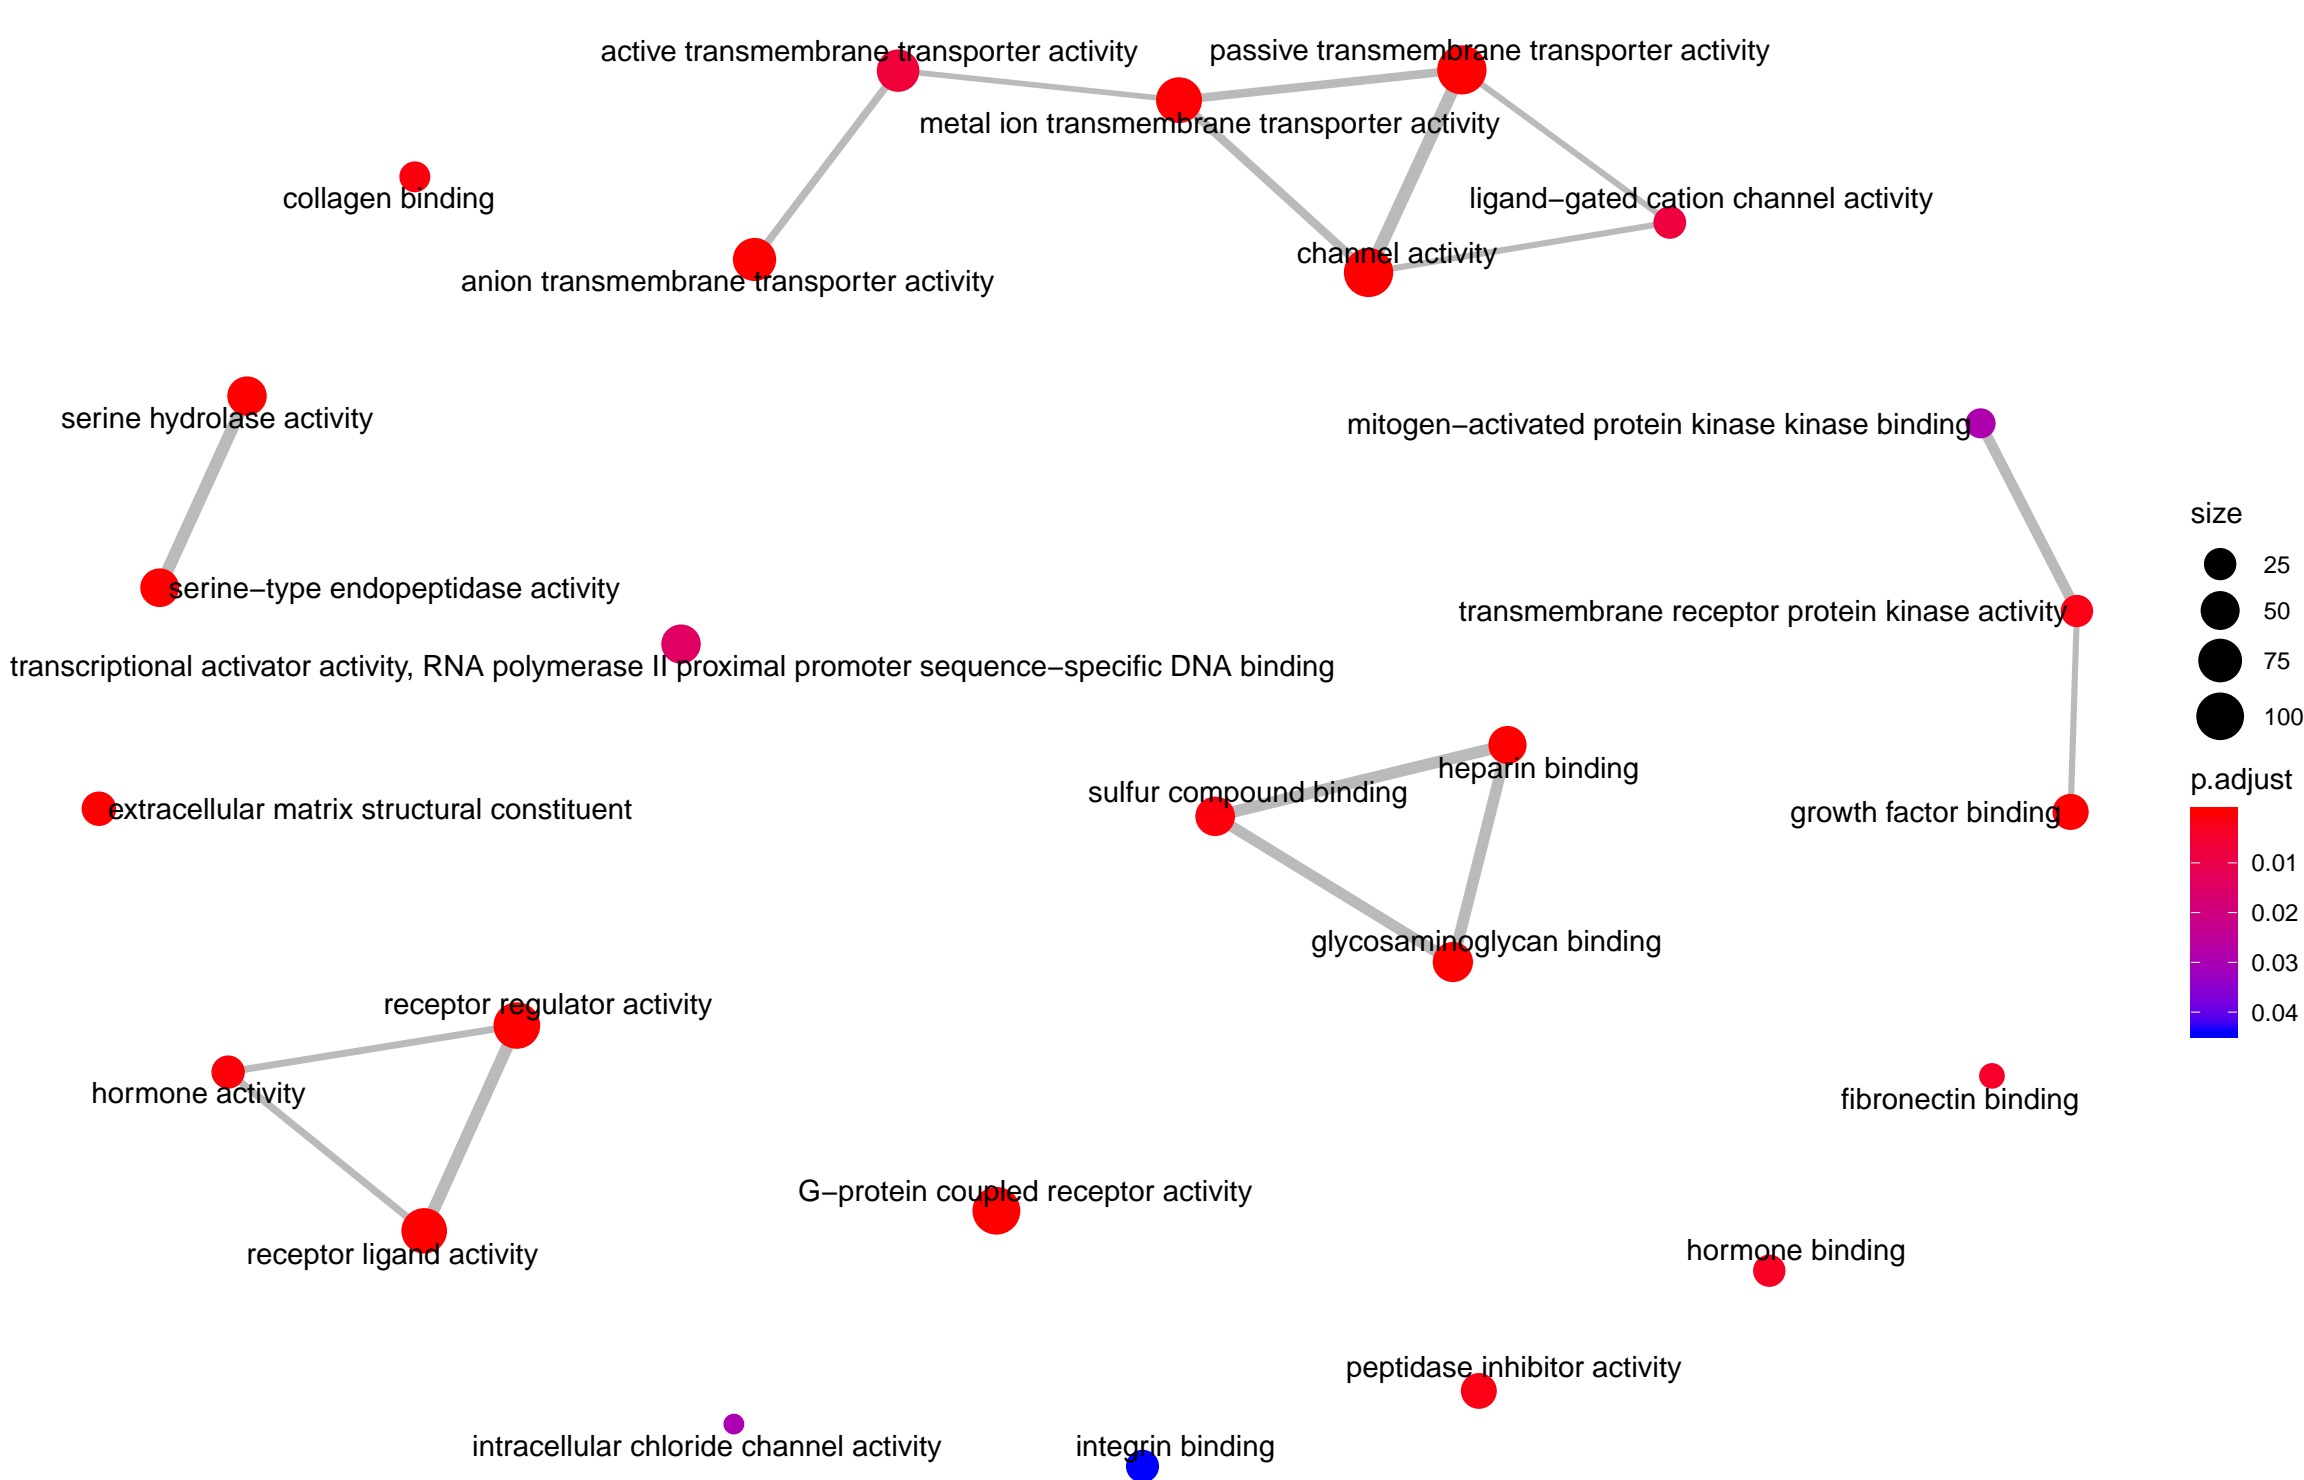 active transmembrane transporter activity
passive transmembrane transporter activity
metal ion transmembrane transporter activity
collagen binding
ligand−gated cation channel activity
channel activity
anion transmembrane transporter activity
serine hydrolase activity
mitogen−activated protein kinase kinase binding
serine−type endopeptidase activity
transmembrane receptor protein kinase activity
transcriptional activator activity, RNA polymerase II proximal promoter sequence−specific DNA binding
heparin binding
sulfur compound binding
extracellular matrix structural constituent
growth factor binding
glycosaminoglycan binding
receptor regulator activity
hormone activity
fibronectin binding
G−protein coupled receptor activity
receptor ligand activity
hormone binding
peptidase inhibitor activity
intracellular chloride channel activity
integrin binding
size
25
50
75
100
p.adjust
0.01
0.02
0.03
0.04